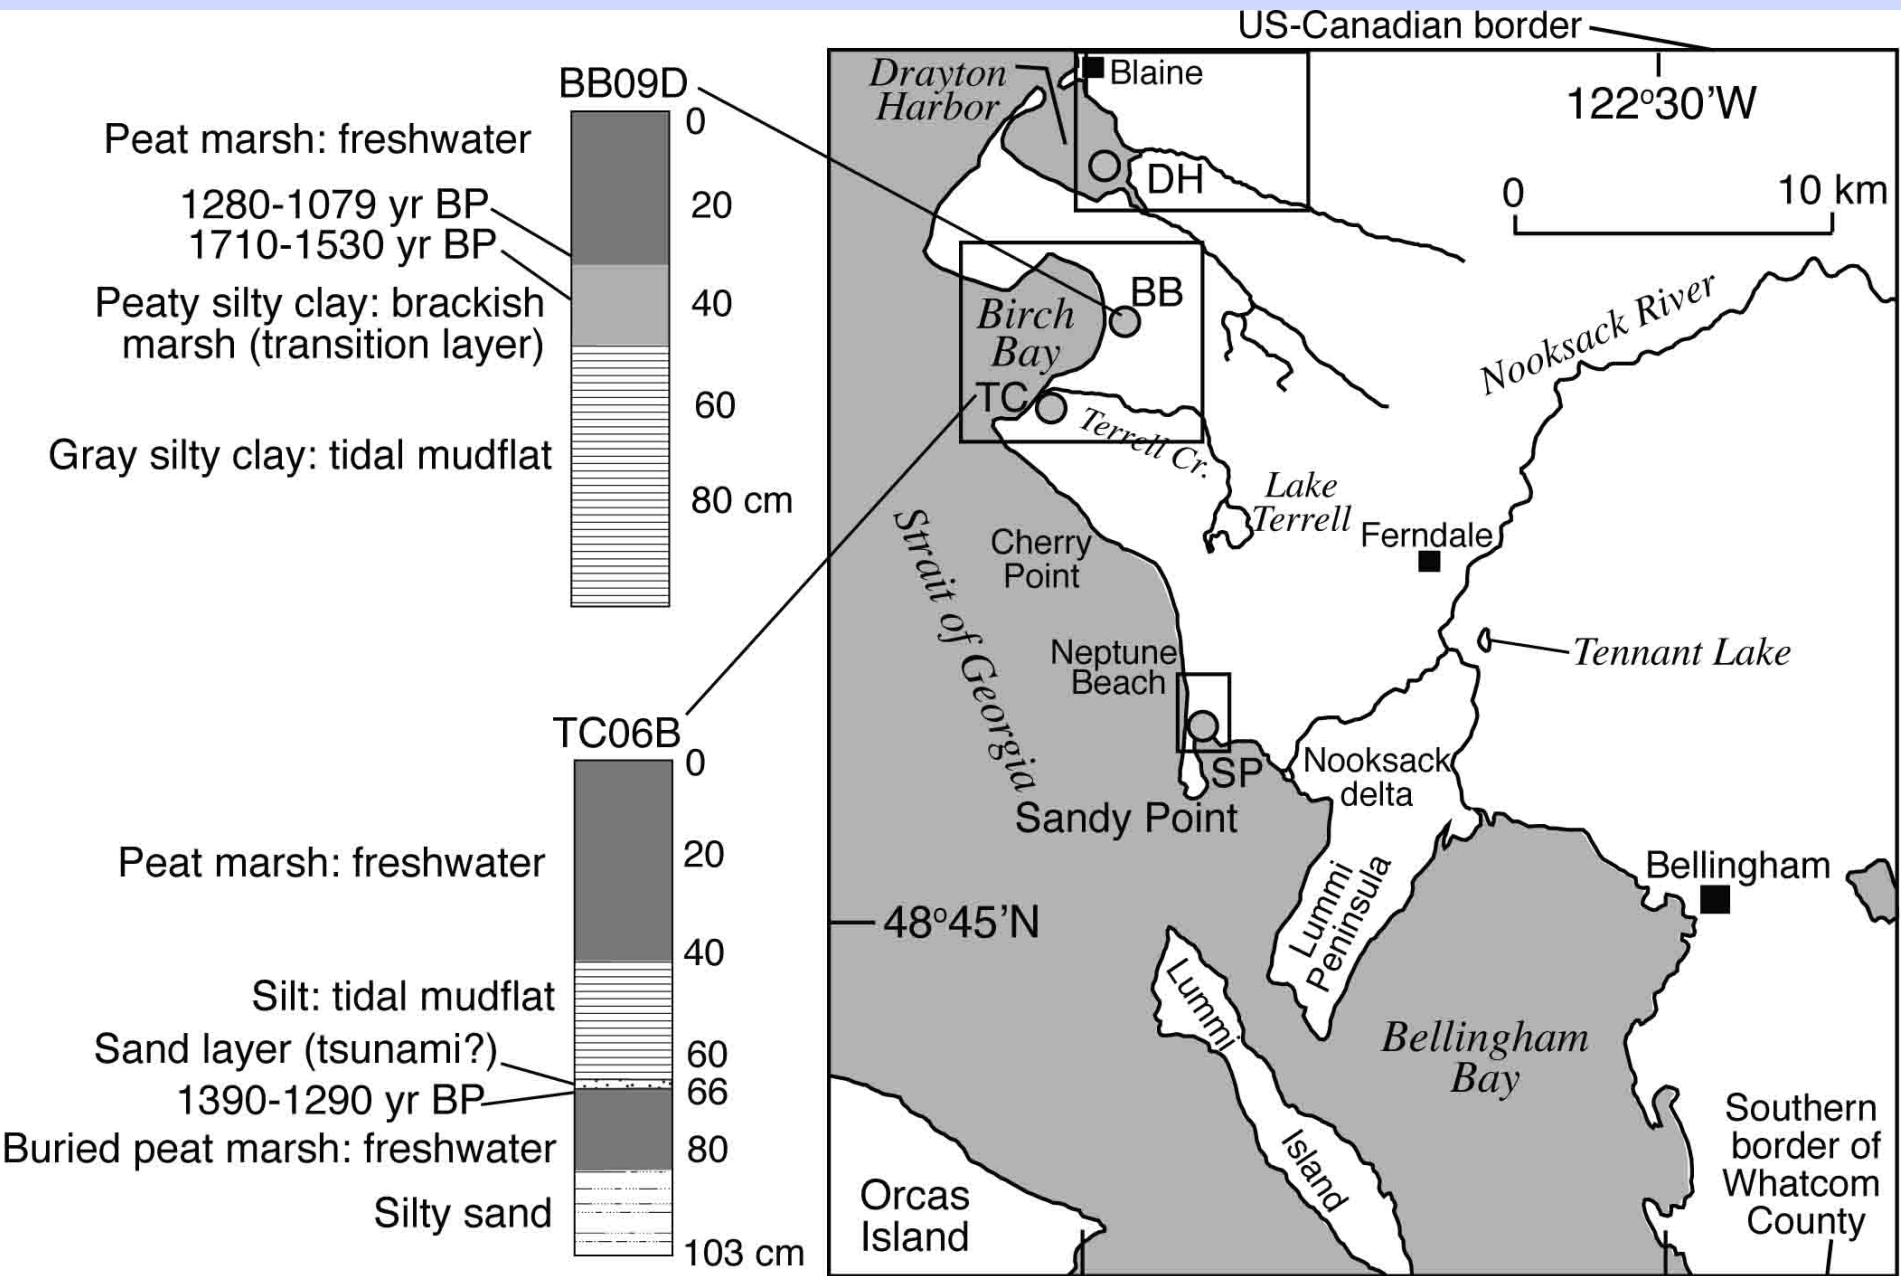 US-Canadian border
BB09D
0
Peat marsh: freshwater
1280-1079 yr BP
20
1710-1530 yr BP
Peaty silty clay: brackish
marsh (transition layer)
40
60
Gray silty clay: tidal mudflat
80 cm
TC06B
0
Peat marsh: freshwater
20
40
Silt: tidal mudflat
Sand layer (tsunami?)
60
1390-1290 yr BP
66
Buried peat marsh: freshwater
80
Silty sand
103 cm
Drayton
Harbor
Blaine
122°30'W
DH
0
10 km
BB
Birch
Bay
TC
Terrell Cr.
Nooksack River
Lake
Terrell
Ferndale
Cherry
Point
Strait of Georgia
Neptune
Beach
Tennant Lake
SP
Sandy Point
Nooksack
delta
Bellingham
Lummi
Peninsula
48°45'N
Lummi
Island
Bellingham
Bay
Orcas
Island
Southern
border of
Whatcom
County